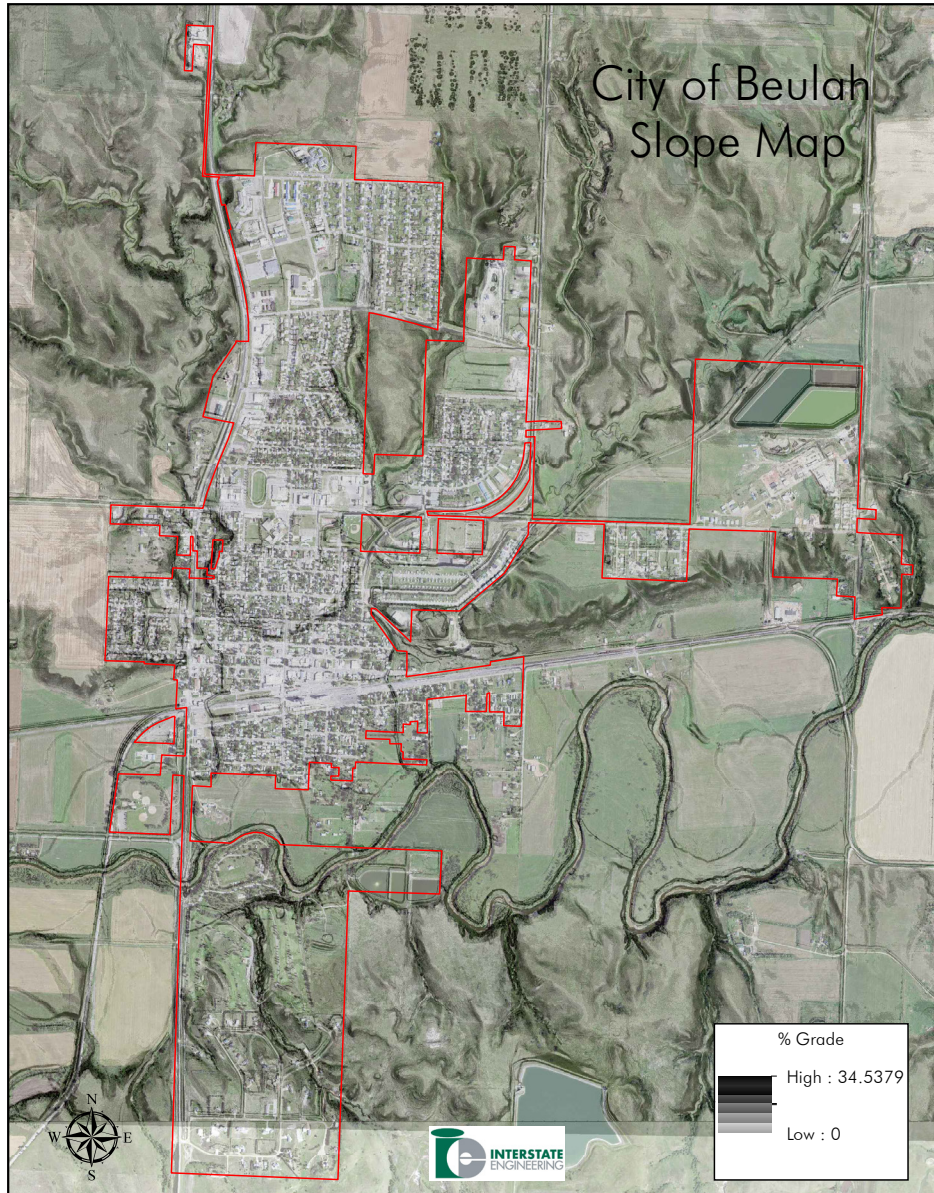 City of Beulah
Slope Map
% Grade
High : 34.5379
Low : 0
N
W E
S
INTERSTATE
ENGINEERING